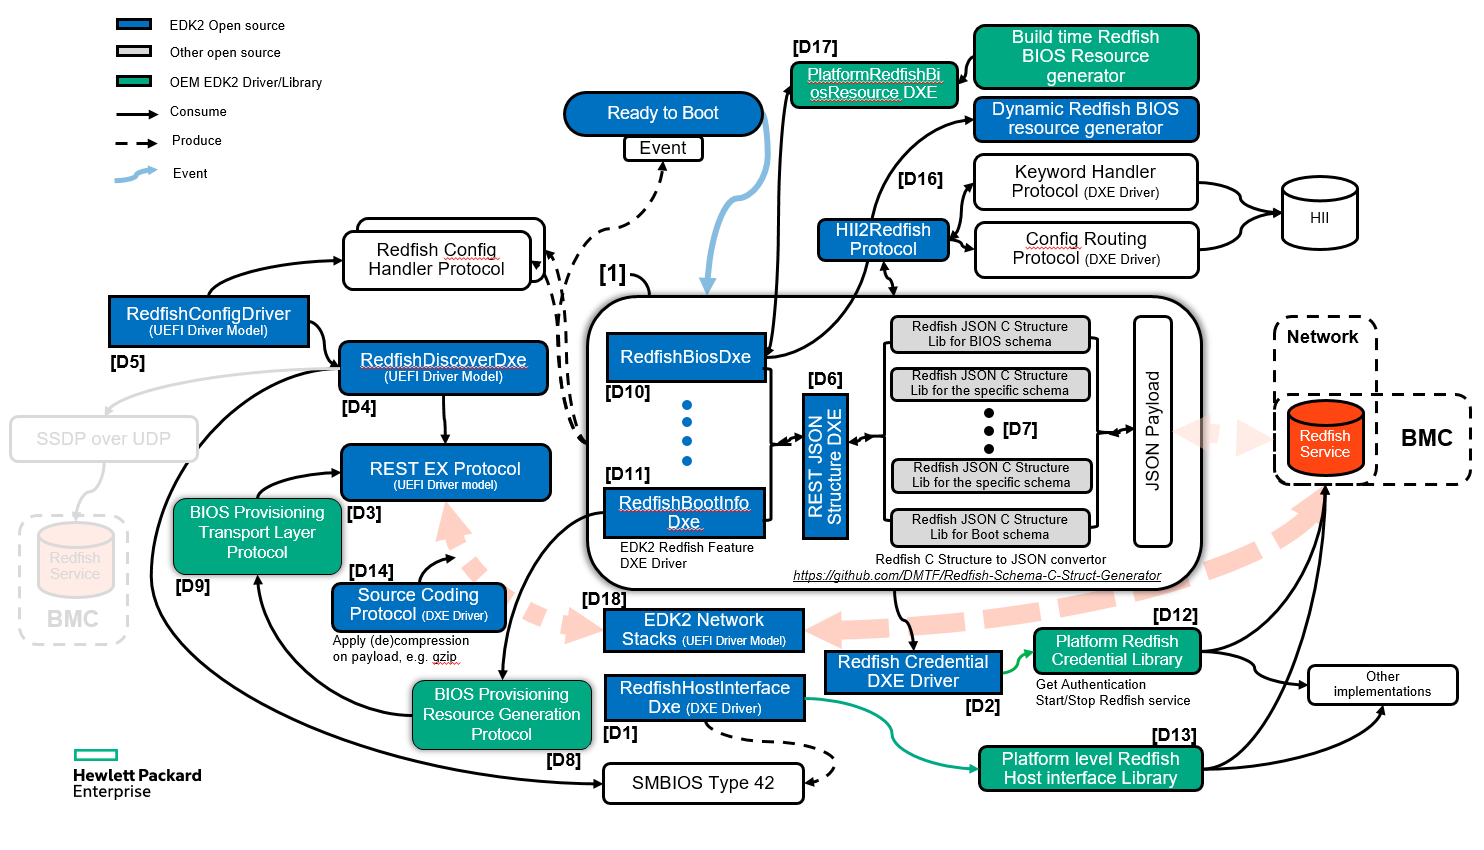 EDK2 Open source
Other open source
OEM EDK2 Driver/Library
Consume
Produce
Event
Ready to Boot
Event
[D17]
PlatformRedfishBi
osResource DXE
Build time Redfish
BIOS Resource
generator
Dynamic Redfish BIOS
resource generator
[D16]
Keyword Handler
Protocol (DXE Driver)
HII2Redfish
Protocol
Config Routing
Protocol (DXE Driver)
HII
Redfish Config
Handler Protocol
[1]
RedfishConfigDriver
(UEFI Driver Model)
[D5]
RedfishDiscoverDxe
(UEFI Driver Model)
[D4]
SSDP over UDP
Redfish
Service
BMC
REST EX Protocol
(UEFI Driver model)
[D3]
BIOS Provisioning
Transport Layer
Protocol
[D9]
[D14]
Source Coding
Protocol (DXE Driver)
Apply (de)compression
on payload, e.g. gzip
BIOS Provisioning
Resource Generation
Protocol
[D8]
RedfishBiosDxe
[D10]
[D11]
RedfishBootInfo
Dxe
EDK2 Redfish Feature
DXE Driver
[D6]
REST JSON
Structure DXE
Redfish JSON C Structure
Lib for BIOS schema
Redfish JSON C Structure
Lib for the specific schema
[D7]
Redfish JSON C Structure
Lib for the specific schema
Redfish JSON C Structure
Lib for Boot schema
JSON Payload
Redfish C Structure to JSON convertor
https://github.com/DMTF/Redfish-Schema-C-Struct-Generator
Network
Redfish
Service
BMC
[D18]
EDK2 Network
Stacks (UEFI Driver Model)
RedfishHostInterface
Dxe (DXE Driver)
[D1]
SMBIOS Type 42
Redfish Credential
DXE Driver
[D2]
[D12]
Platform Redfish
Credential Library
Get Authentication
Start/Stop Redfish service
[D13]
Platform level Redfish
Host interface Library
Other
implementations
Hewlett Packard
Enterprise